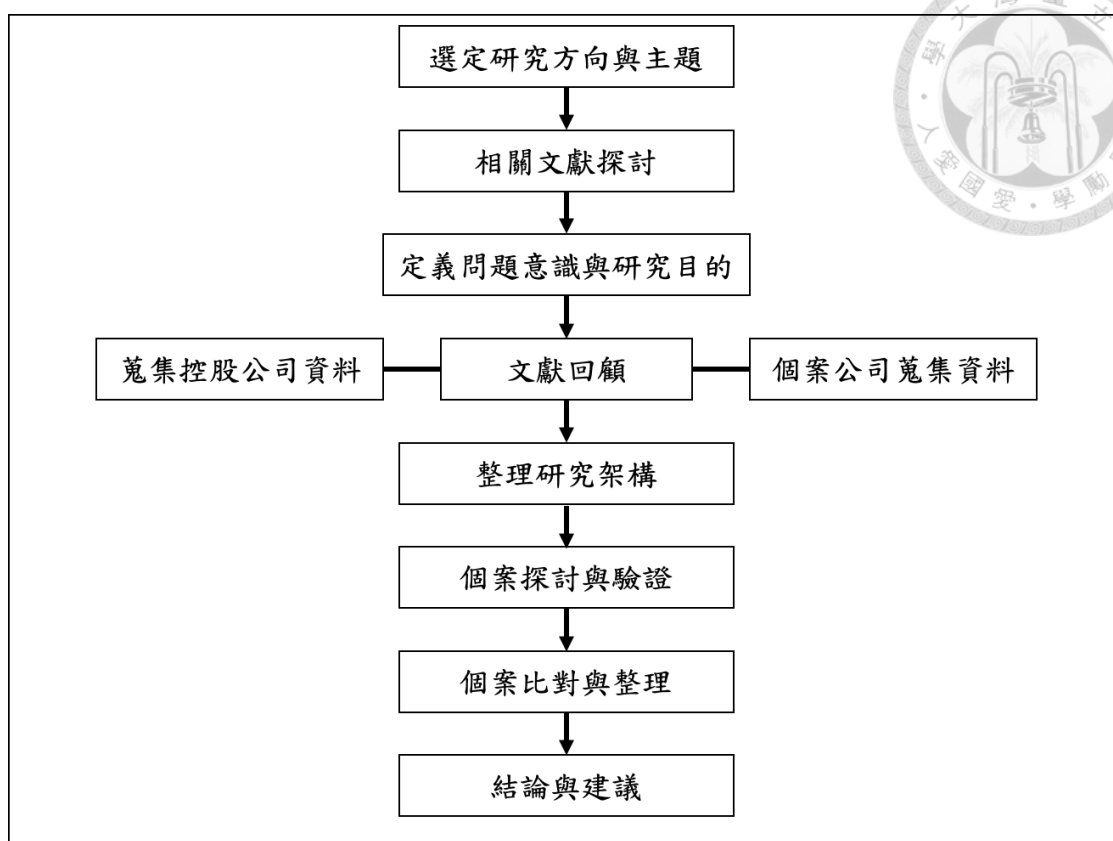 選定研究方向與主題
相關文獻探討
定義問題意識與研究目的
蒐集控股公司資料
文獻回顧
個案公司蒐集資料
整理研究架構
個案探討與驗證
個案比對與整理
結論與建議